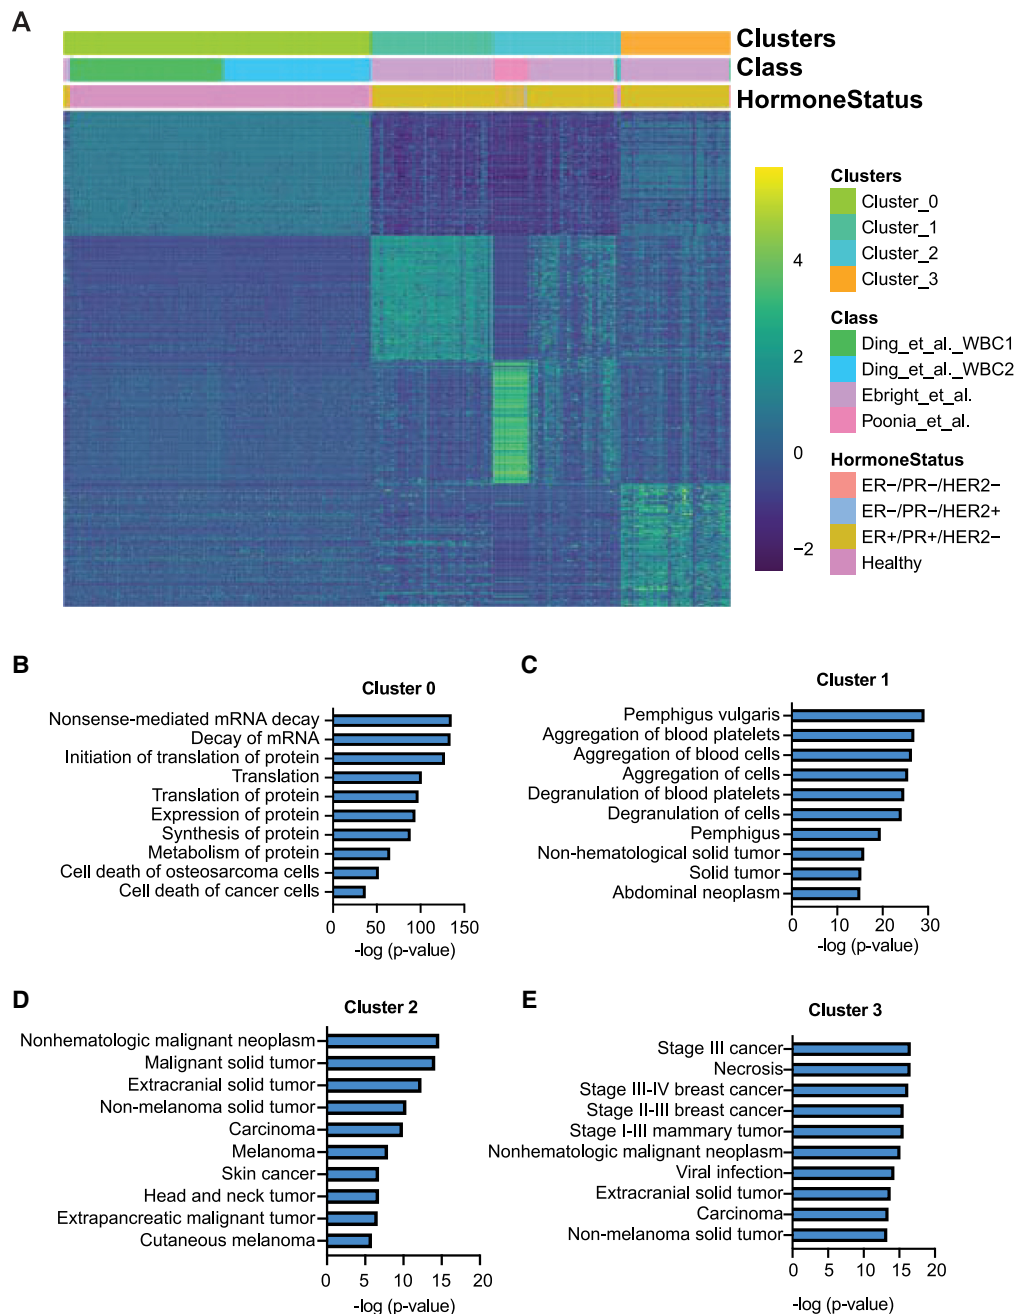 A
Clusters
Class
HormoneStatus
4
2
0
−2
Clusters
Cluster_0
Cluster_1
Cluster_2
Cluster_3
Class
Ding_et_al._WBC1
Ding_et_al._WBC2
Ebright_et_al.
Poonia_et_al.
HormoneStatus
ER−/PR−/HER2−
ER−/PR−/HER2+
ER+/PR+/HER2−
Healthy
B
Cluster 0
Nonsense-mediated mRNA decay
Decay of mRNA
Initiation of translation of protein
Translation
Translation of protein
Expression of protein
Synthesis of protein
Metabolism of protein
Cell death of osteosarcoma cells
Cell death of cancer cells
0 50 100 150
-log (p-value)
C
Cluster 1
Pemphigus vulgaris
Aggregation of blood platelets
Aggregation of blood cells
Aggregation of cells
Degranulation of blood platelets
Degranulation of cells
Pemphigus
Non-hematological solid tumor
Solid tumor
Abdominal neoplasm
0 10 20 30
-log (p-value)
D
Cluster 2
Nonhematologic malignant neoplasm
Malignant solid tumor
Extracranial solid tumor
Non-melanoma solid tumor
Carcinoma
Melanoma
Skin cancer
Head and neck tumor
Extrapancreatic malignant tumor
Cutaneous melanoma
0 5 10 15 20
-log (p-value)
E
Cluster 3
Stage III cancer
Necrosis
Stage III-IV breast cancer
Stage II-III breast cancer
Stage I-III mammary tumor
Nonhematologic malignant neoplasm
Viral infection
Extracranial solid tumor
Carcinoma
Non-melanoma solid tumor
0 5 10 15 20
-log (p-value)